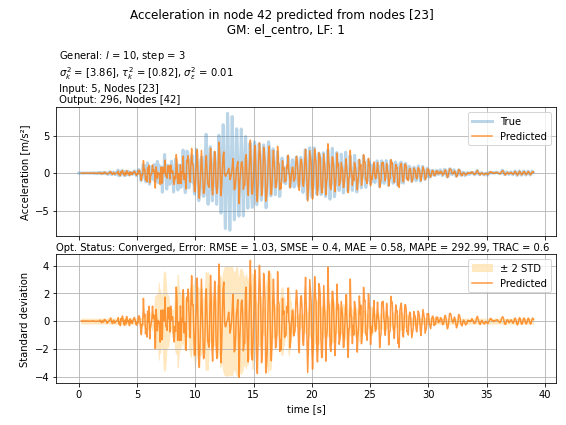 Acceleration in node 42 predicted from nodes [23]
GM: el_centro, LF: 1
General: l = 10, step = 3
σ²ₖ = [3.86], τ²ₖ = [0.82], σ²ε = 0.01
Input: 5, Nodes [23]
Output: 296, Nodes [42]
Acceleration [m/s²]
5
0
−5
True
Predicted
Opt. Status: Converged, Error: RMSE = 1.03, SMSE = 0.4, MAE = 0.58, MAPE = 292.99, TRAC = 0.6
Standard deviation
4
2
0
−2
−4
± 2 STD
Predicted
0 5 10 15 20 25 30 35 40
time [s]